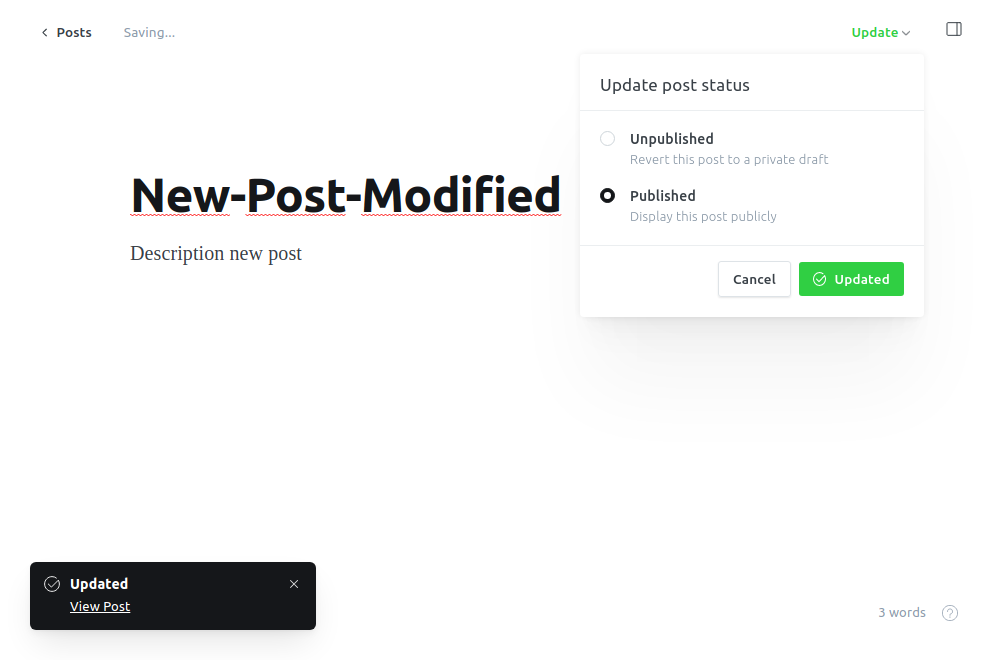 Posts
Saving...
Update
Update post status
Unpublished
Revert this post to a private draft
Published
Display this post publicly
Cancel
Updated
New-Post-Modified
Description new post
Updated
View Post
3 words
?